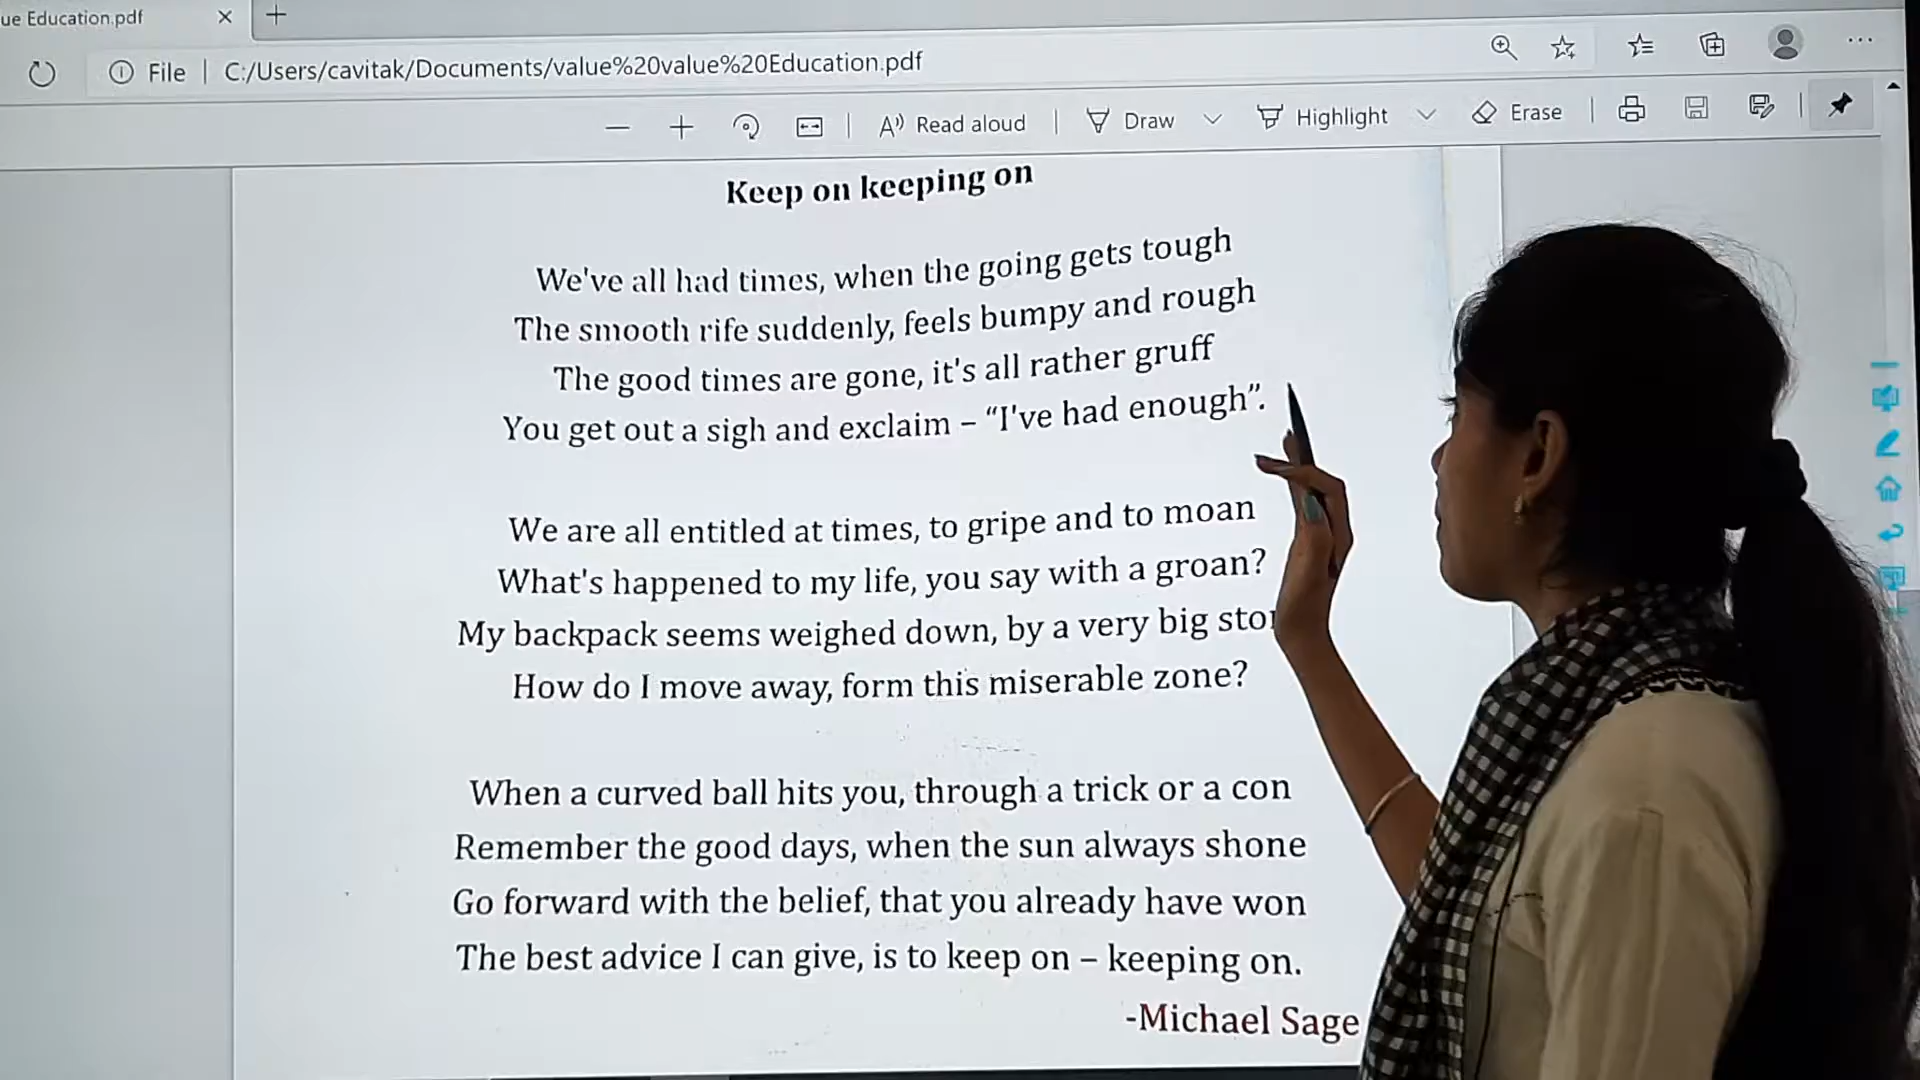 ue Education.pdf
File | C:/Users/cavitak/Documents/value%20value%20Education.pdf
Read aloud | Draw Highlight Erase
Keep on keeping on
We've all had times, when the going gets tough
The smooth rife suddenly, feels bumpy and rough
The good times are gone, it's all rather gruff
You get out a sigh and exclaim – “I've had enough”.
We are all entitled at times, to gripe and to moan
What's happened to my life, you say with a groan?
My backpack seems weighed down, by a very big
How do I move away, form this miserable zone?
When a curved ball hits you, through a trick or a con
Remember the good days, when the sun always shone
Go forward with the belief, that you already have won
The best advice I can give, is to keep on – keeping on.
-Michael Sage